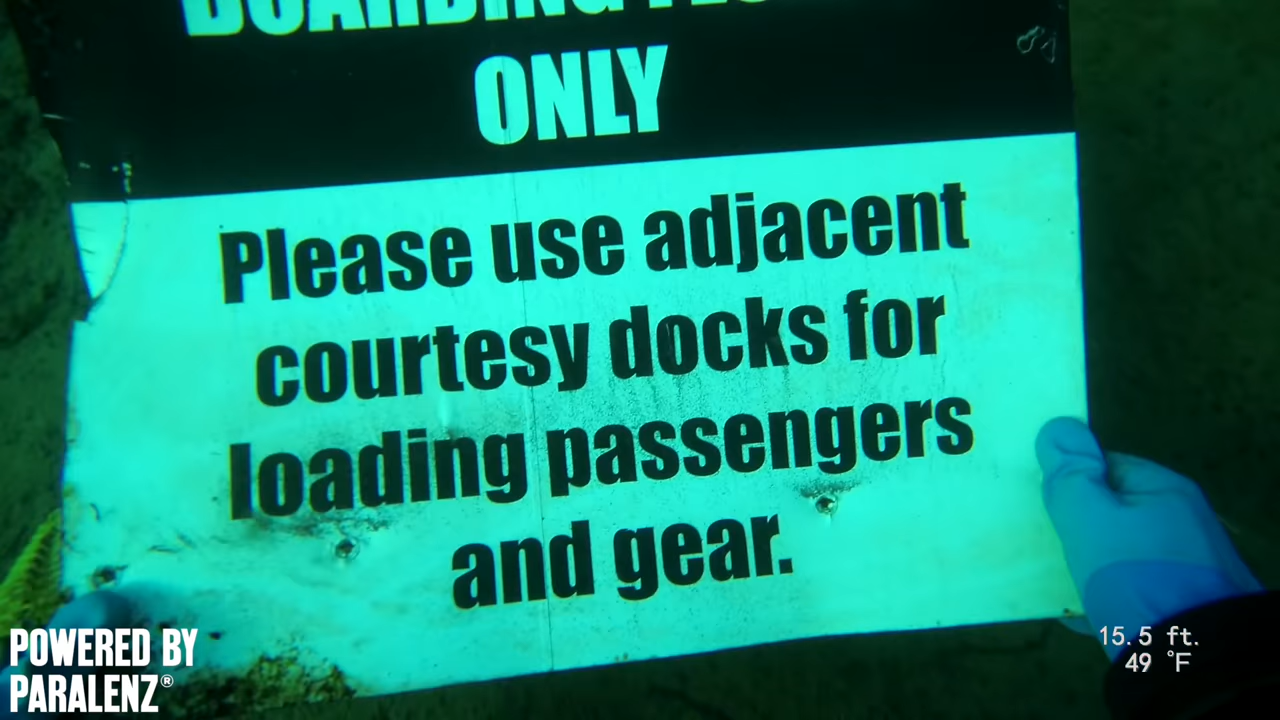 ONLY
Please use adjacent
courtesy docks for
loading passengers
and gear.
POWERED BY
PARALENZ®
15.5 ft.
49 °F